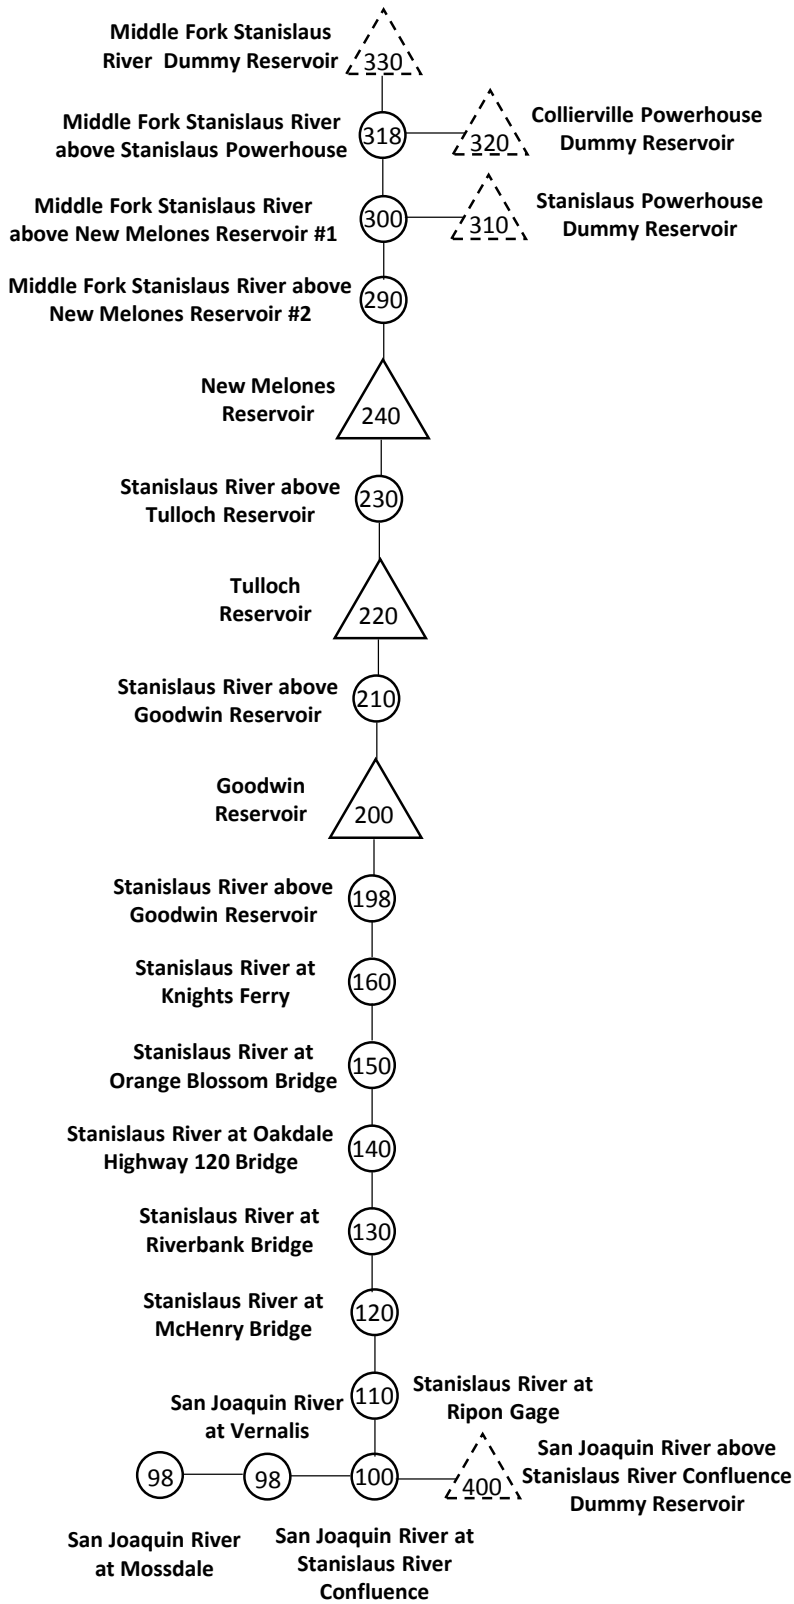 Middle Fork Stanislaus
River Dummy Reservoir
330
Middle Fork Stanislaus River
above Stanislaus Powerhouse
318
320
Collierville Powerhouse
Dummy Reservoir
Middle Fork Stanislaus River
above New Melones Reservoir #1
300
310
Stanislaus Powerhouse
Dummy Reservoir
Middle Fork Stanislaus River above
New Melones Reservoir #2
290
New Melones
Reservoir
240
Stanislaus River above
Tulloch Reservoir
230
Tulloch
Reservoir
220
Stanislaus River above
Goodwin Reservoir
210
Goodwin
Reservoir
200
Stanislaus River above
Goodwin Reservoir
198
Stanislaus River at
Knights Ferry
160
Stanislaus River at
Orange Blossom Bridge
150
Stanislaus River at Oakdale
Highway 120 Bridge
140
Stanislaus River at
Riverbank Bridge
130
Stanislaus River at
McHenry Bridge
120
110
Stanislaus River at
Ripon Gage
San Joaquin River
at Vernalis
98
98
100
400
San Joaquin River above
Stanislaus River Confluence
Dummy Reservoir
San Joaquin River
at Mossdale
San Joaquin River at
Stanislaus River
Confluence